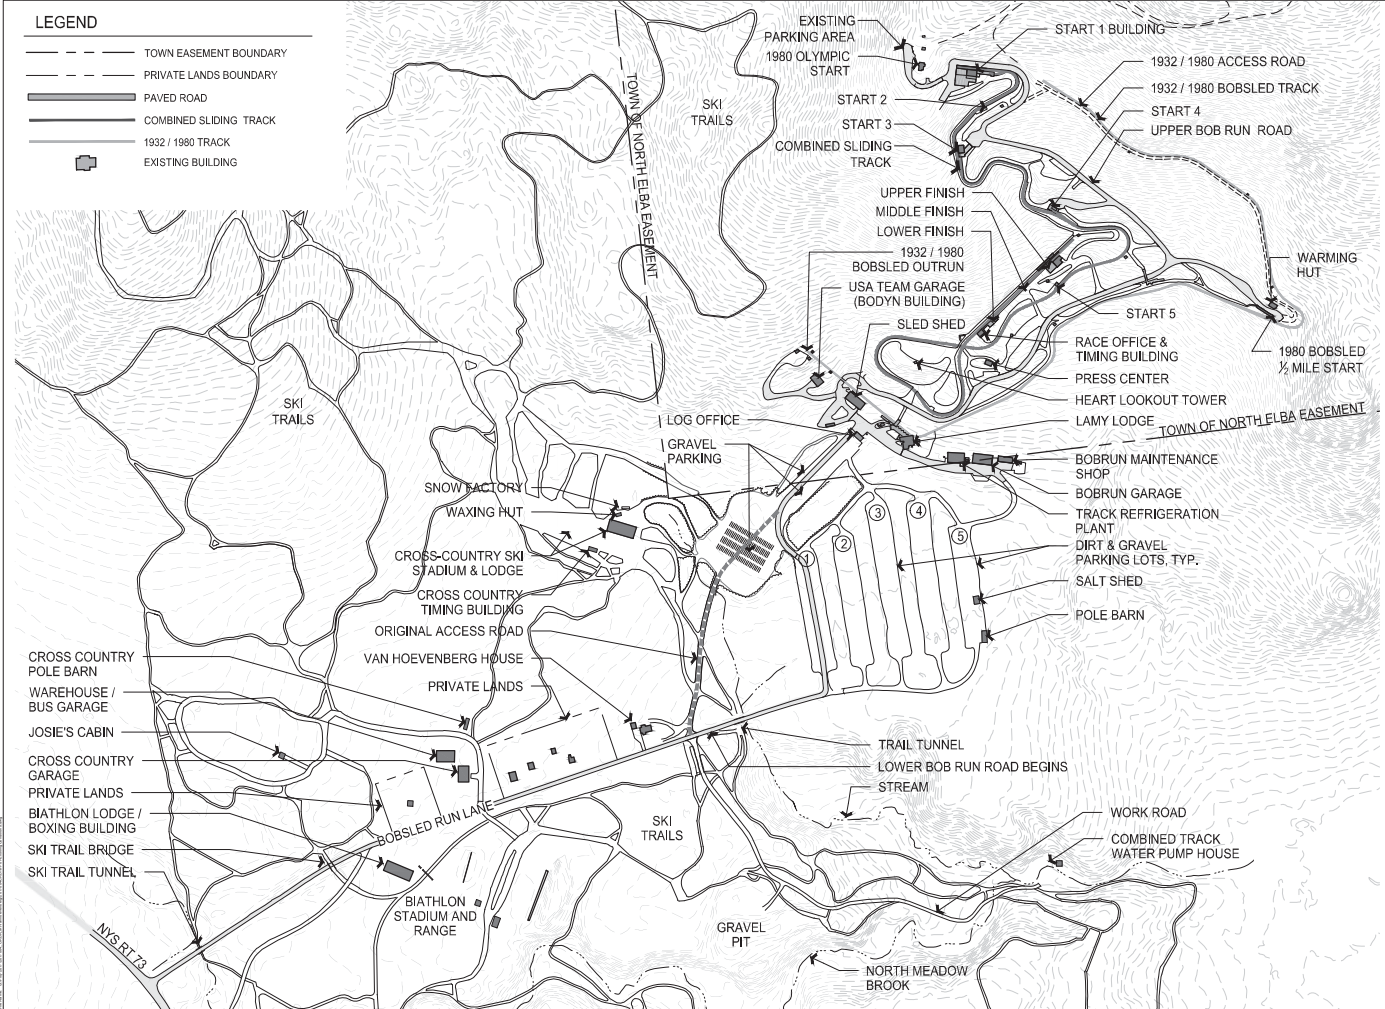 LEGEND
TOWN EASEMENT BOUNDARY
PRIVATE LANDS BOUNDARY
PAVED ROAD
COMBINED SLIDING TRACK
1932 / 1980 TRACK
EXISTING BUILDING
EXISTING
PARKING AREA
1980 OLYMPIC
START
START 1 BUILDING
1932 / 1980 ACCESS ROAD
1932 / 1980 BOBSLED TRACK
START 4
UPPER BOB RUN ROAD
START 2
START 3
COMBINED SLIDING
TRACK
UPPER FINISH
MIDDLE FINISH
LOWER FINISH
1932 / 1980
BOBSLED OUTRUN
USA TEAM GARAGE
(BODYN BUILDING)
SLED SHED
WARMING
HUT
START 5
RACE OFFICE &
TIMING BUILDING
1980 BOBSLED
½ MILE START
PRESS CENTER
HEART LOOKOUT TOWER
LAMY LODGE
TOWN OF NORTH ELBA EASEMENT
TOWN OF NORTH ELBA EASEMENT
SKI
TRAILS
SKI
TRAILS
LOG OFFICE
GRAVEL
PARKING
BOBRUN MAINTENANCE
SHOP
BOBRUN GARAGE
TRACK REFRIGERATION
PLANT
DIRT & GRAVEL
PARKING LOTS, TYP.
SALT SHED
POLE BARN
1
2
3
4
5
SNOW FACTORY
WAXING HUT
CROSS-COUNTRY SKI
STADIUM & LODGE
CROSS COUNTRY
TIMING BUILDING
ORIGINAL ACCESS ROAD
VAN HOEVENBERG HOUSE
PRIVATE LANDS
CROSS COUNTRY
POLE BARN
WAREHOUSE /
BUS GARAGE
JOSIE'S CABIN
CROSS COUNTRY
GARAGE
PRIVATE LANDS
BIATHLON LODGE /
BOXING BUILDING
SKI TRAIL BRIDGE
SKI TRAIL TUNNEL
BOBSLED RUN LANE
NYS RT 73
BIATHLON
STADIUM AND
RANGE
SKI
TRAILS
TRAIL TUNNEL
LOWER BOB RUN ROAD BEGINS
STREAM
WORK ROAD
COMBINED TRACK
WATER PUMP HOUSE
GRAVEL
PIT
NORTH MEADOW
BROOK